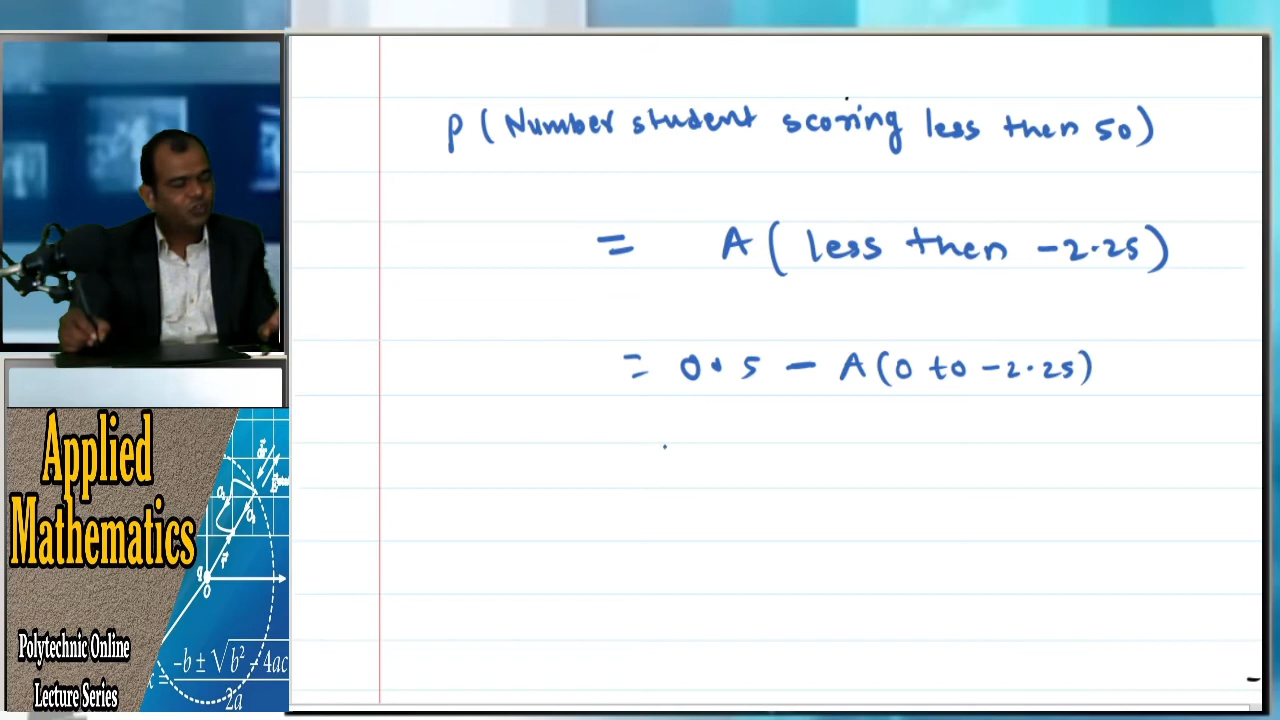 P ( Number student scoring less then 50 )
= A ( less then -2.25 )
= 0.5 - A ( 0 to -2.25 )
Applied
Mathematics
Polytechnic Online
Lecture Series
-b ± √b² - 4ac
2a